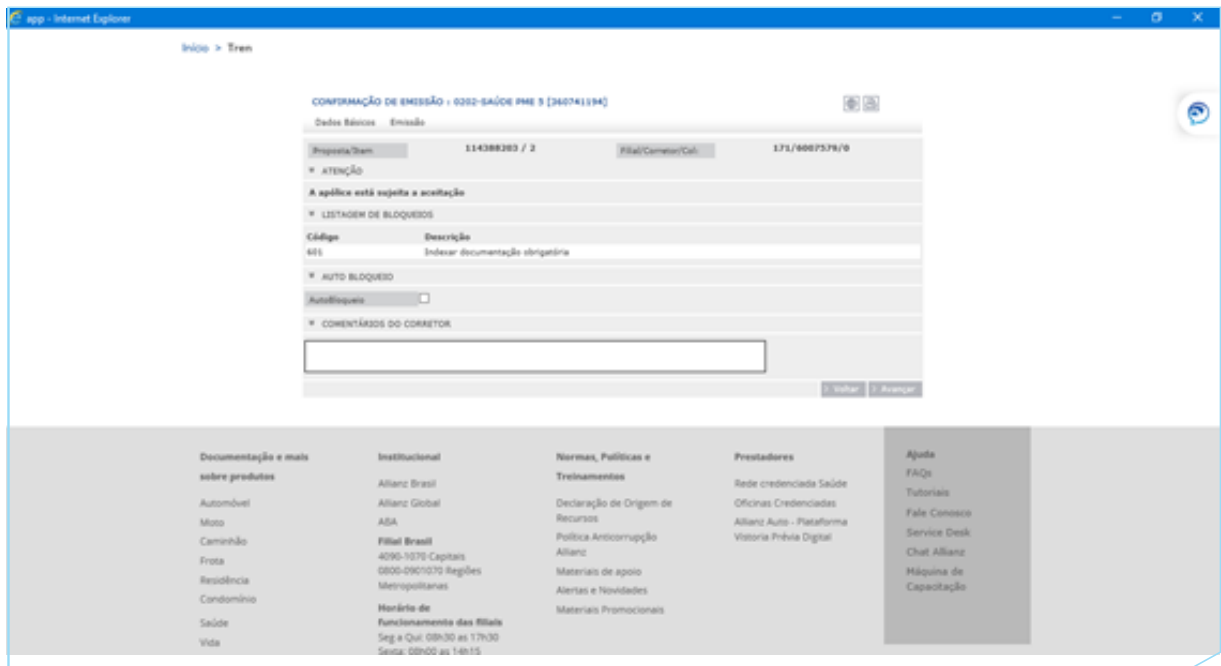 app - Internet Explorer
Início > Tren
CONFIRMAÇÃO DE EMISSÃO : 0202-SAÚDE PME 5 [360741194]
Dados Básicos Emissão
Proposta/Item 114388203 / 2 Filial/Corretor/Col: 171/6007579/0
ATENÇÃO
A apólice está sujeita a aceitação
LISTAGEM DE BLOQUEIOS
Código Descrição
601 Indexar documentação obrigatória
AUTO BLOQUEIO
AutoBloqueio
COMENTÁRIOS DO CORRETOR
> Voltar > Avançar
Documentação e mais
sobre produtos
Automóvel
Moto
Caminhão
Frota
Residência
Condomínio
Saúde
Vida
Institucional
Allianz Brasil
Allianz Global
ABA
Filial Brasil
4090-1070 Capitais
0800-0901070 Regiões
Metropolitanas
Horário de
funcionamento das filiais
Seg a Qui: 08h30 as 17h30
Sexta: 08h00 as 14h15
Normas, Políticas e
Treinamentos
Declaração de Origem de
Recursos
Política Anticorrupção
Allianz
Materiais de apoio
Alertas e Novidades
Materiais Promocionais
Prestadores
Rede credenciada Saúde
Oficinas Credenciadas
Allianz Auto - Plataforma
Vistoria Prévia Digital
Ajuda
FAQs
Tutoriais
Fale Conosco
Service Desk
Chat Allianz
Máquina de
Capacitação